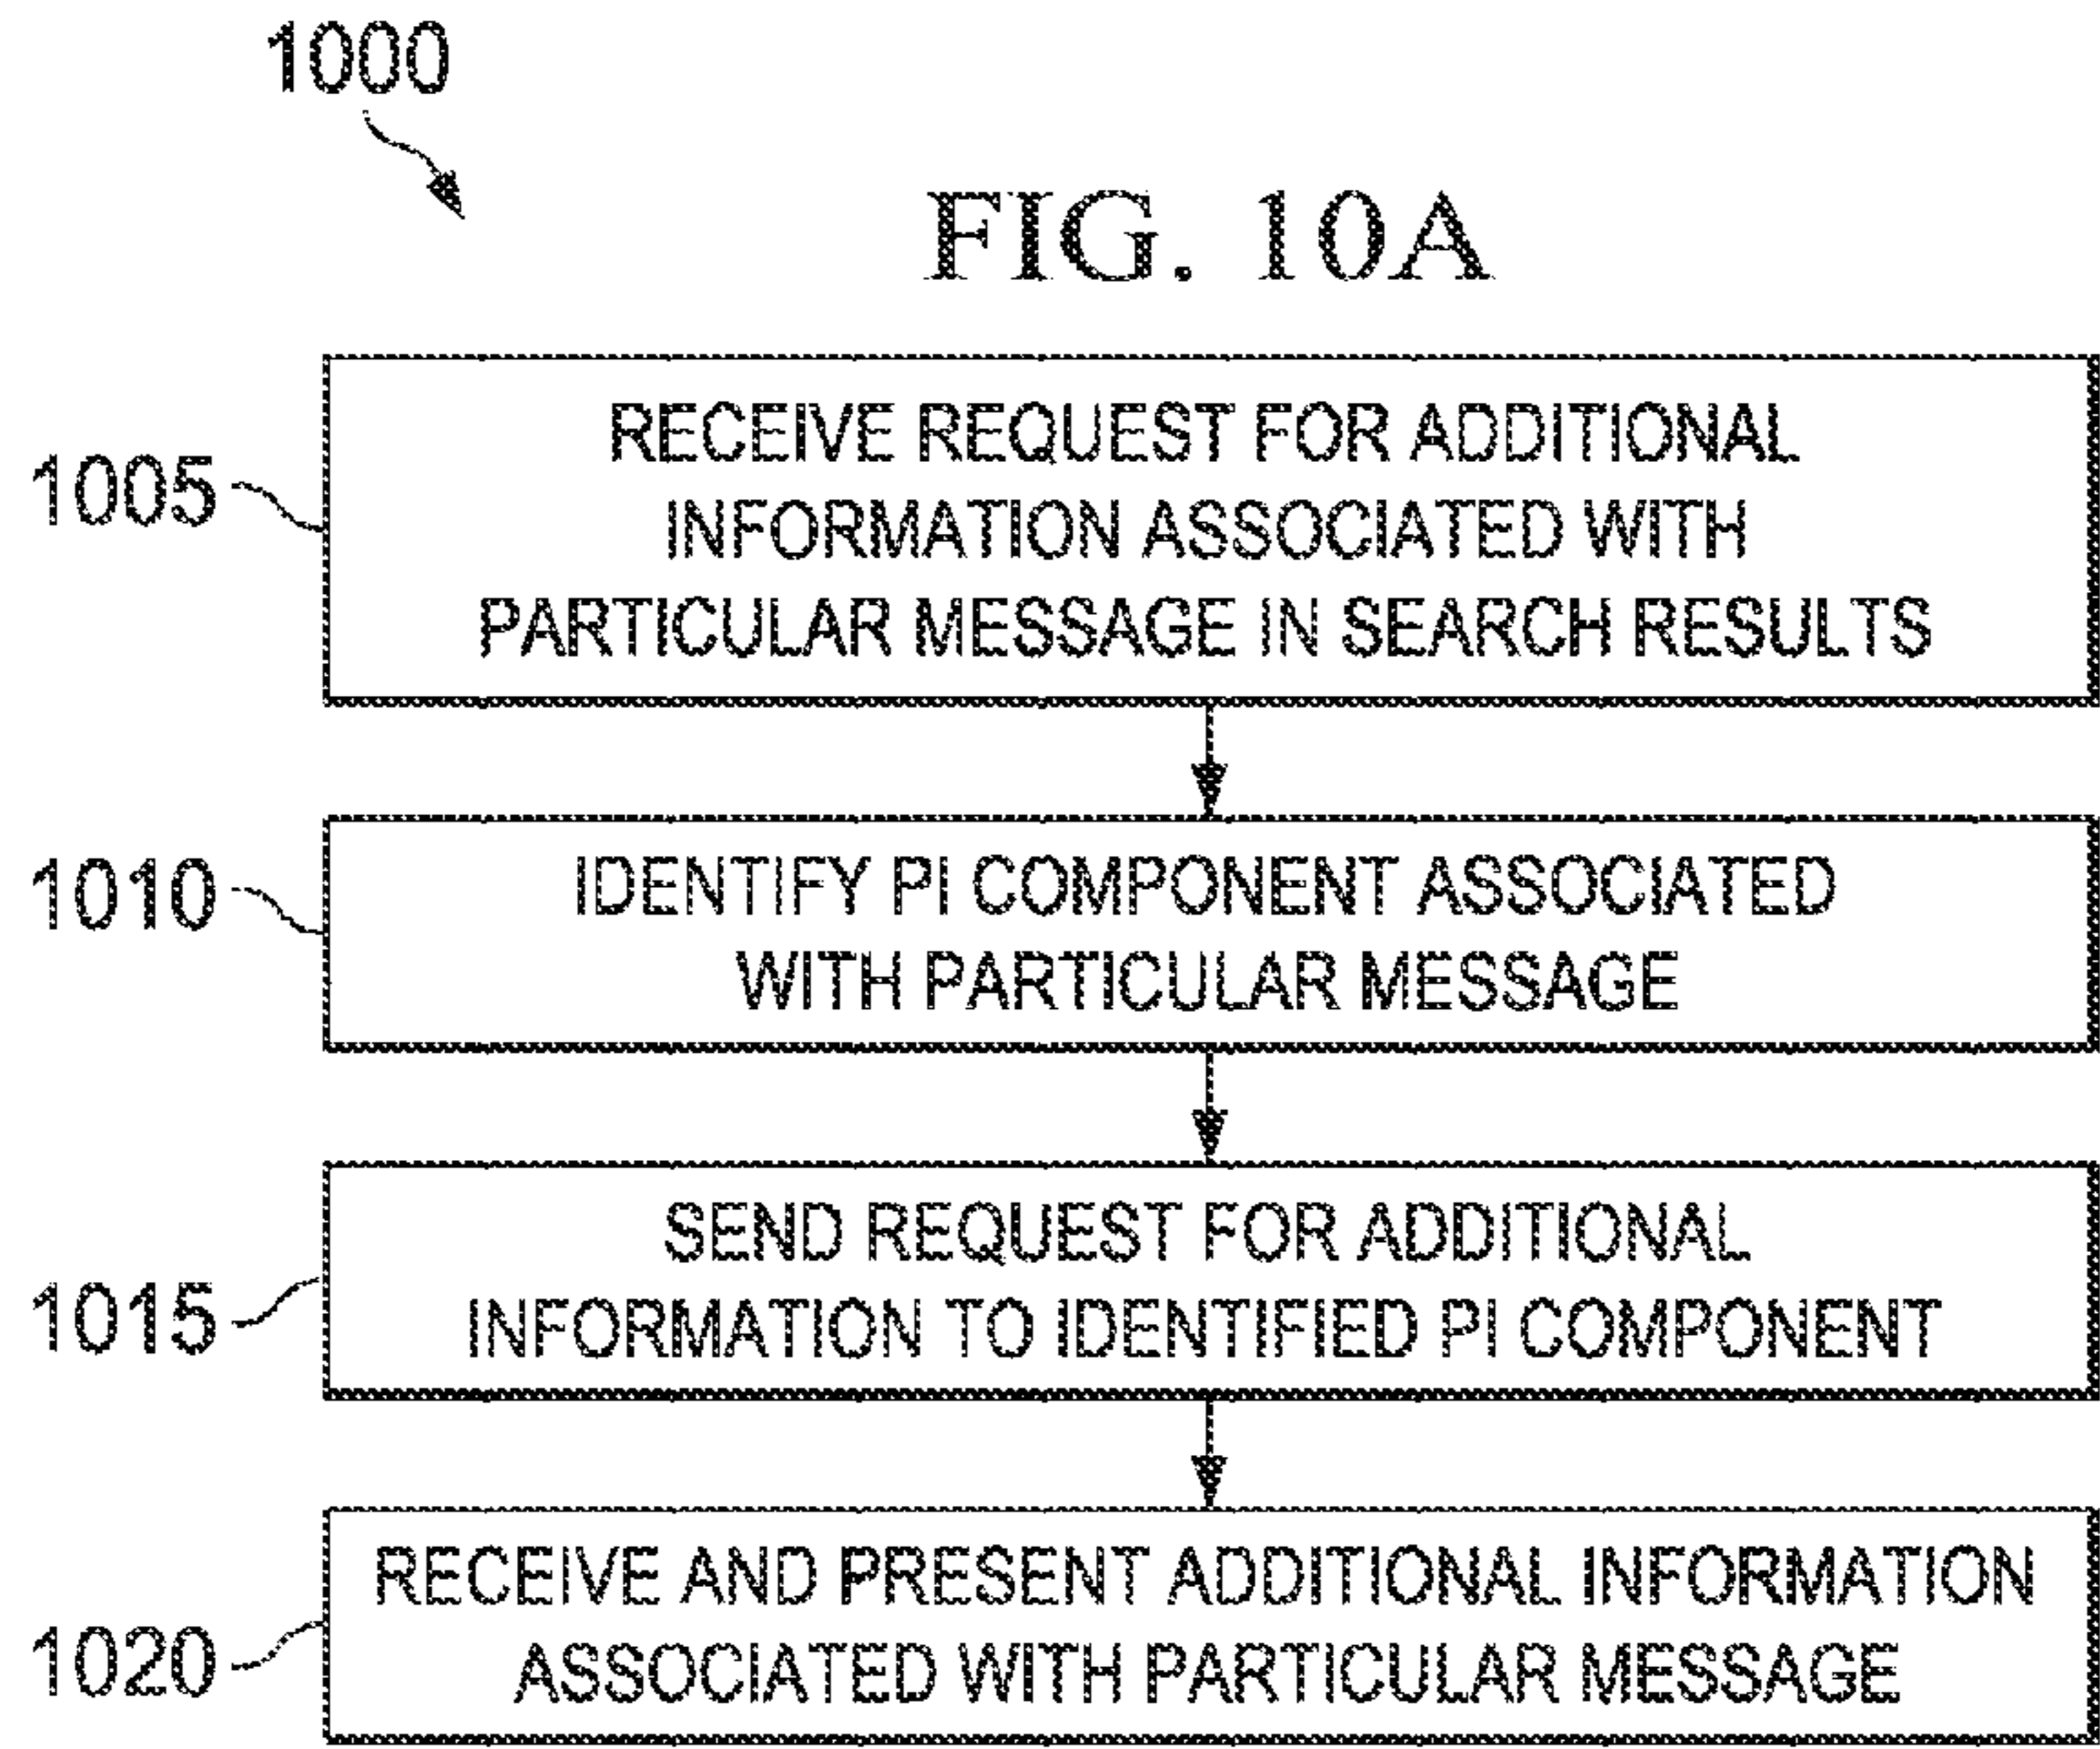 1000
FIG. 10A
1005
RECEIVE REQUEST FOR ADDITIONAL
INFORMATION ASSOCIATED WITH
PARTICULAR MESSAGE IN SEARCH RESULTS
1010
IDENTIFY PI COMPONENT ASSOCIATED
WITH PARTICULAR MESSAGE
1015
SEND REQUEST FOR ADDITIONAL
INFORMATION TO IDENTIFIED PI COMPONENT
1020
RECEIVE AND PRESENT ADDITIONAL INFORMATION
ASSOCIATED WITH PARTICULAR MESSAGE